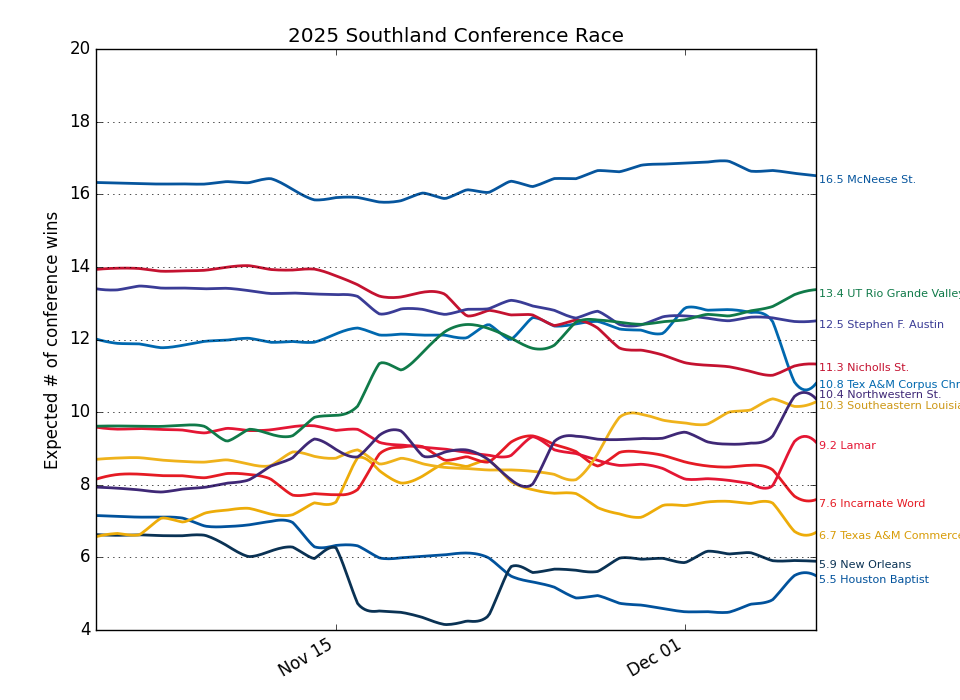 2025 Southland Conference Race
Expected # of conference wins
20
18
16
14
12
10
8
6
4
Nov 15
Dec 01
16.5 McNeese St.
13.4 UT Rio Grande Valley
12.5 Stephen F. Austin
11.3 Nicholls St.
10.8 Tex A&M Corpus Chr
10.4 Northwestern St.
10.3 Southeastern Louisia
9.2 Lamar
7.6 Incarnate Word
6.7 Texas A&M Commerce
5.9 New Orleans
5.5 Houston Baptist